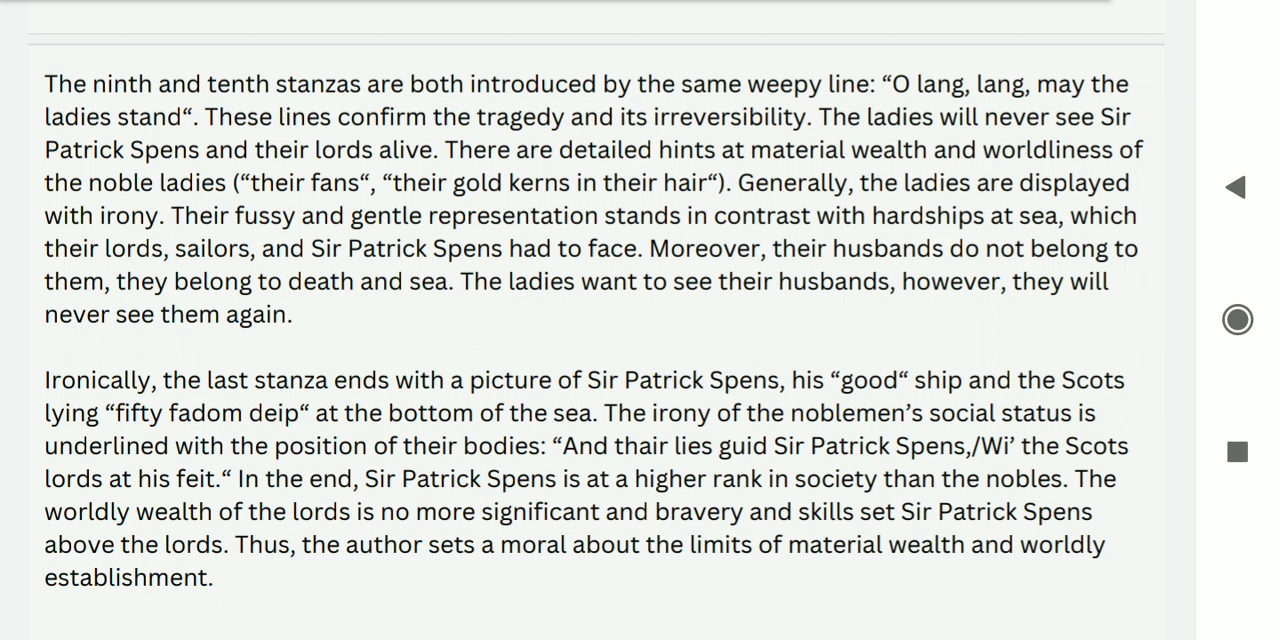 The ninth and tenth stanzas are both introduced by the same weepy line: “O lang, lang, may the
ladies stand“. These lines confirm the tragedy and its irreversibility. The ladies will never see Sir
Patrick Spens and their lords alive. There are detailed hints at material wealth and worldliness of
the noble ladies (“their fans“, “their gold kerns in their hair“). Generally, the ladies are displayed
with irony. Their fussy and gentle representation stands in contrast with hardships at sea, which
their lords, sailors, and Sir Patrick Spens had to face. Moreover, their husbands do not belong to
them, they belong to death and sea. The ladies want to see their husbands, however, they will
never see them again.
Ironically, the last stanza ends with a picture of Sir Patrick Spens, his “good“ ship and the Scots
lying “fifty fadom deip“ at the bottom of the sea. The irony of the noblemen’s social status is
underlined with the position of their bodies: “And thair lies guid Sir Patrick Spens,/Wi’ the Scots
lords at his feit.“ In the end, Sir Patrick Spens is at a higher rank in society than the nobles. The
worldly wealth of the lords is no more significant and bravery and skills set Sir Patrick Spens
above the lords. Thus, the author sets a moral about the limits of material wealth and worldly
establishment.